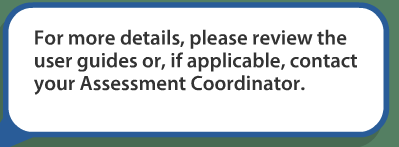 For more details, please review the
user guides or, if applicable, contact
your Assessment Coordinator.